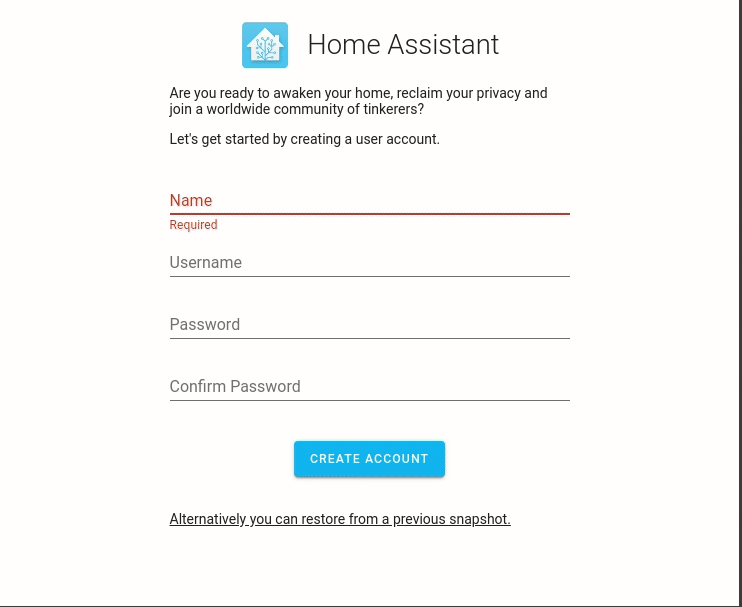 Home Assistant
Are you ready to awaken your home, reclaim your privacy and
join a worldwide community of tinkerers?
Let's get started by creating a user account.
Name
Required
Username
Password
Confirm Password
CREATE ACCOUNT
Alternatively you can restore from a previous snapshot.